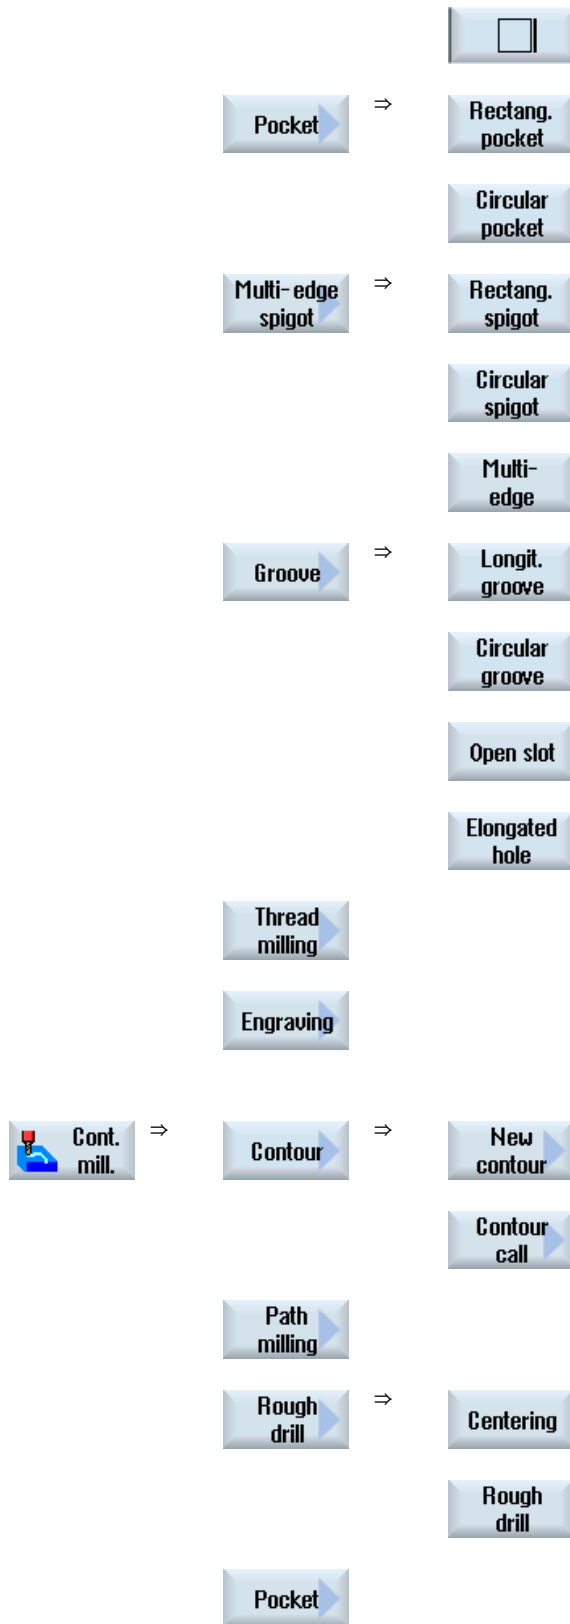 Pocket
⇒
Rectang.
pocket
Circular
pocket
Multi-edge
spigot
⇒
Rectang.
spigot
Circular
spigot
Multi-
edge
Groove
⇒
Longit.
groove
Circular
groove
Open slot
Elongated
hole
Thread
milling
Engraving
Cont.
mill.
⇒
Contour
⇒
New
contour
Contour
call
Path
milling
Rough
drill
⇒
Centering
Rough
drill
Pocket